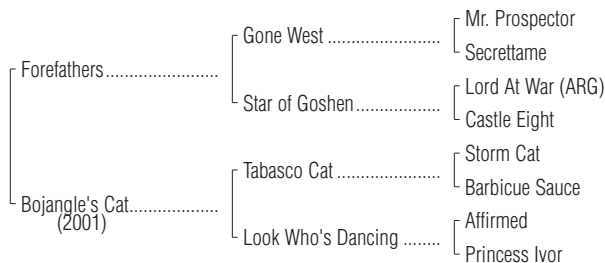 Mr. Prospector
Gone West
Secrettame
Forefathers
Lord At War (ARG)
Star of Goshen
Castle Eight
Storm Cat
Tabasco Cat
Barbicue Sauce
Bojangle's Cat
(2001)
Affirmed
Look Who's Dancing
Princess Ivor